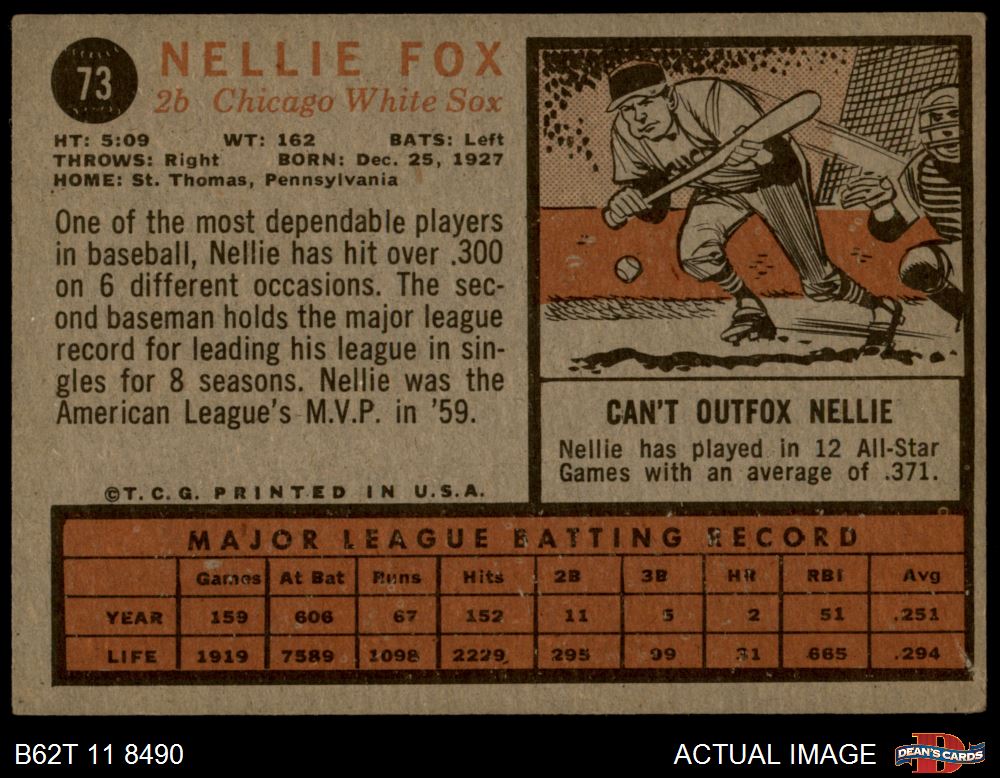 73
NELLIE FOX
2b Chicago White Sox
HT: 5:09 WT: 162 BATS: Left
THROWS: Right BORN: Dec. 25, 1927
HOME: St. Thomas, Pennsylvania
One of the most dependable players
in baseball, Nellie has hit over .300
on 6 different occasions. The sec-
ond baseman holds the major league
record for leading his league in sin-
gles for 8 seasons. Nellie was the
American League's M.V.P. in '59.
©T.C.G. PRINTED IN U.S.A.
CAN'T OUTFOX NELLIE
Nellie has played in 12 All-Star
Games with an average of .371.
MAJOR LEAGUE BATTING RECORD
Games At Bat Runs Hits 2B 3B HR RBI Avg
YEAR 159 606 67 152 11 5 2 51 .251
LIFE 1919 7589 1098 2229 295 99 31 665 .294
B62T 11 8490
ACTUAL IMAGE
DEAN'S CARDS